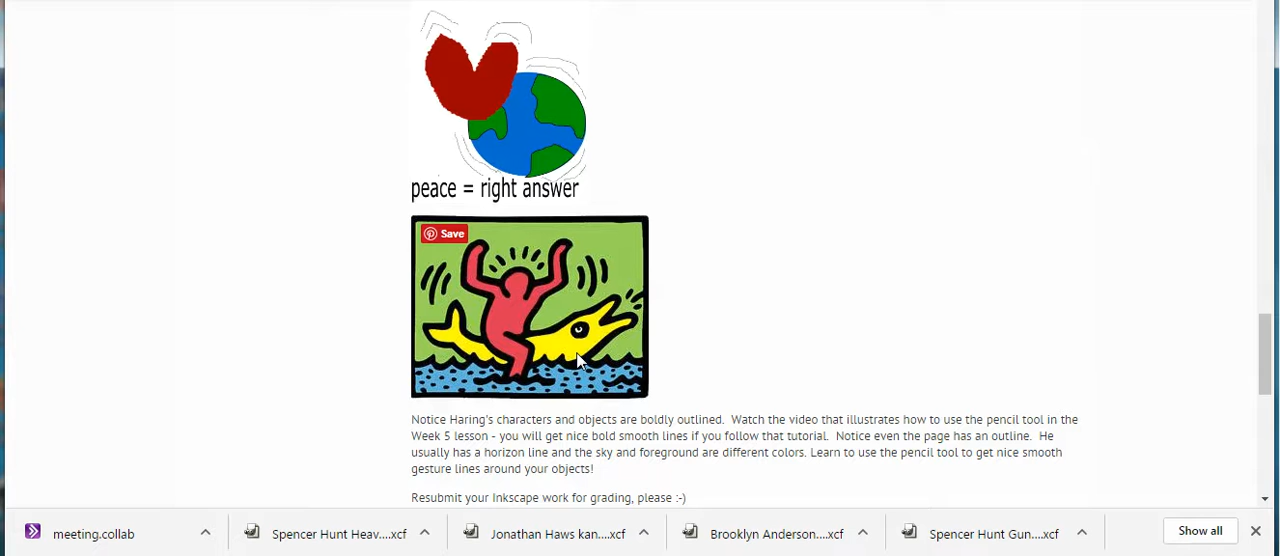 peace = right answer
Save
Notice Haring's characters and objects are boldly outlined.  Watch the video that illustrates how to use the pencil tool in the
Week 5 lesson - you will get nice bold smooth lines if you follow that tutorial.  Notice even the page has an outline.  He
usually has a horizon line and the sky and foreground are different colors. Learn to use the pencil tool to get nice smooth
gesture lines around your objects!
Resubmit your Inkscape work for grading, please :-)
meeting.collab
Spencer Hunt Heav....xcf
Jonathan Haws kan....xcf
Brooklyn Anderson....xcf
Spencer Hunt Gun....xcf
Show all